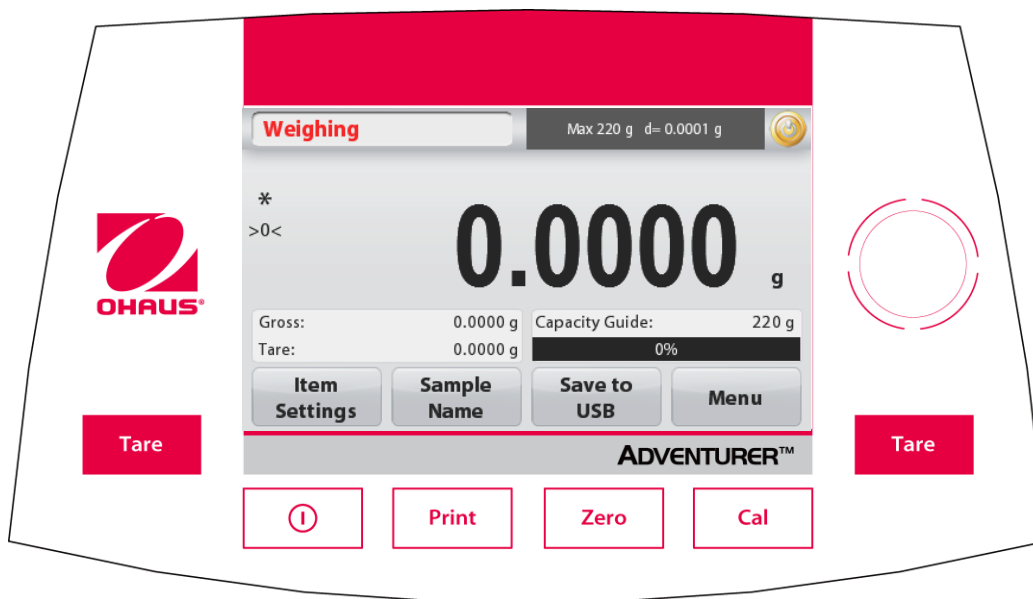 Weighing
Max 220 g d= 0.0001 g
*
>0<
0.0000 g
OHAUS®
Gross: 0.0000 g
Tare: 0.0000 g
Capacity Guide: 220 g
0%
Item
Settings
Sample
Name
Save to
USB
Menu
Tare
ADVENTURER™
Tare
Print
Zero
Cal